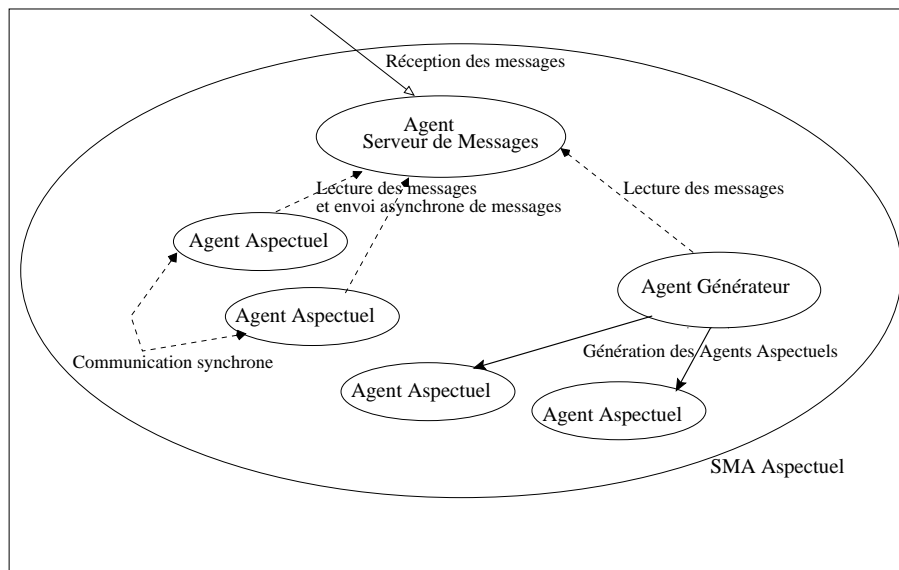 Réception des messages
Agent
Serveur de Messages
Lecture des messages
et envoi asynchrone de messages
Lecture des messages
Agent Aspectuel
Agent Générateur
Agent Aspectuel
Communication synchrone
Génération des Agents Aspectuels
Agent Aspectuel
Agent Aspectuel
SMA Aspectuel